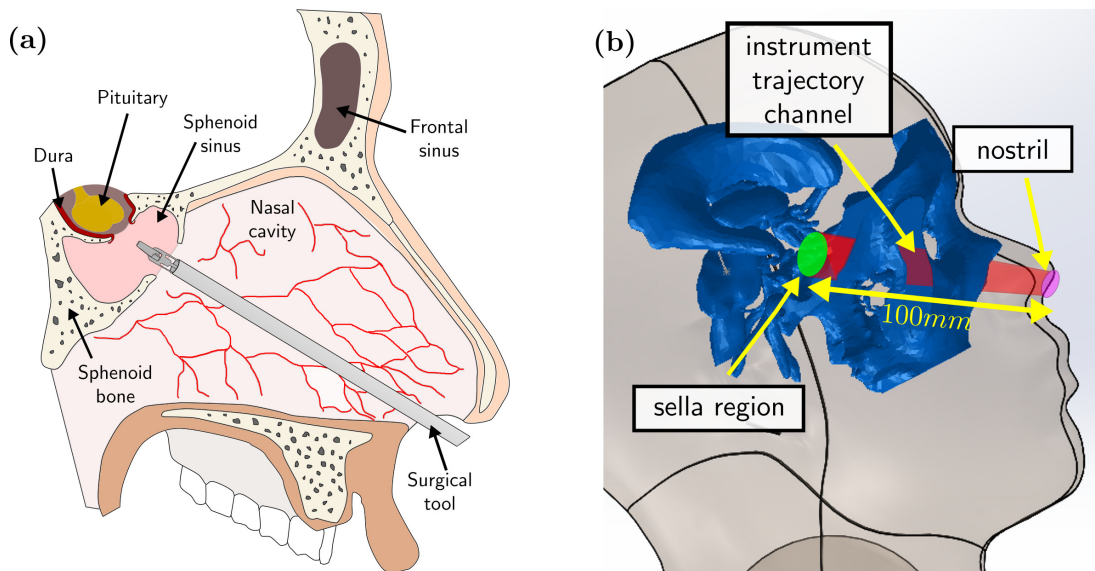 (a)
Pituitary
Sphenoid
sinus
Dura
Frontal
sinus
Nasal
cavity
Sphenoid
bone
Surgical
tool
(b)
instrument
trajectory
channel
nostril
100mm
sella region